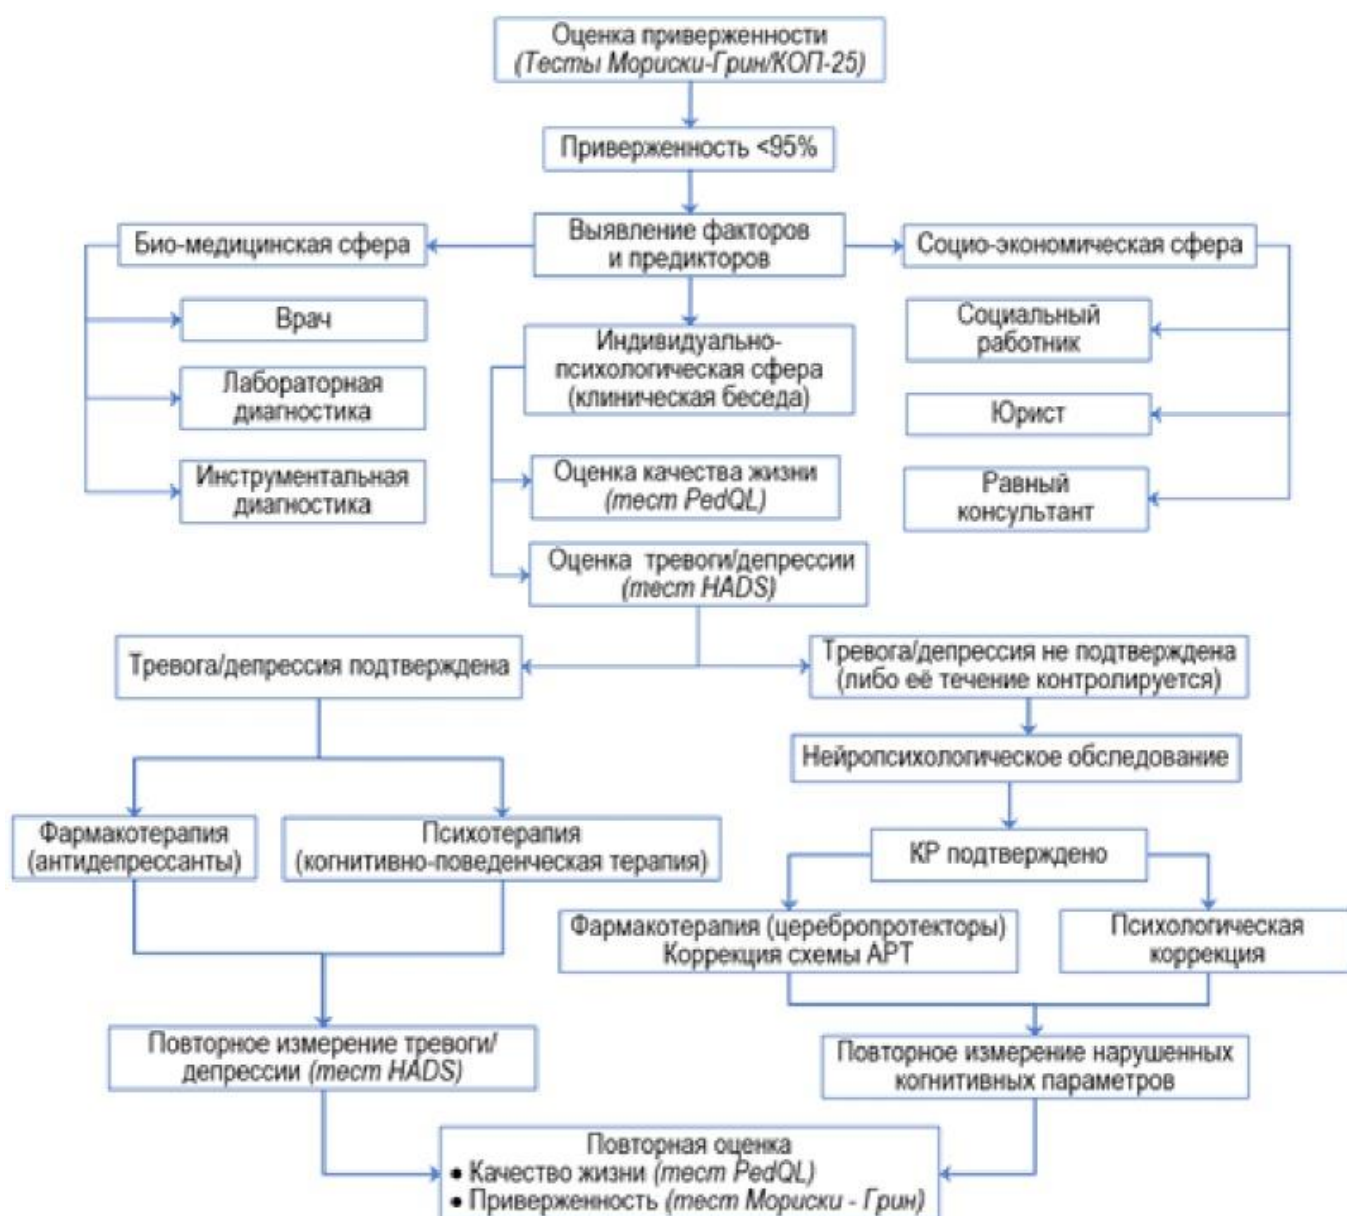 Оценка приверженности
(Тесты Мориски-Грин/КОП-25)
Приверженность <95%
Выявление факторов
и предикторов
Био-медицинская сфера
Врач
Лабораторная
диагностика
Инструментальная
диагностика
Индивидуально-
психологическая сфера
(клиническая беседа)
Оценка качества жизни
(тест PedQL)
Оценка тревоги/депрессии
(тест HADS)
Социо-экономическая сфера
Социальный
работник
Юрист
Равный
консультант
Тревога/депрессия подтверждена
Тревога/депрессия не подтверждена
(либо её течение контролируется)
Фармакотерапия
(антидепрессанты)
Психотерапия
(когнитивно-поведенческая терапия)
Повторное измерение тревоги/
депрессии (тест HADS)
Нейропсихологическое обследование
КР подтверждено
Фармакотерапия (церебропротекторы)
Коррекция схемы АРТ
Психологическая
коррекция
Повторное измерение нарушенных
когнитивных параметров
Повторная оценка
● Качество жизни (тест PedQL)
● Приверженность (тест Мориски - Грин)